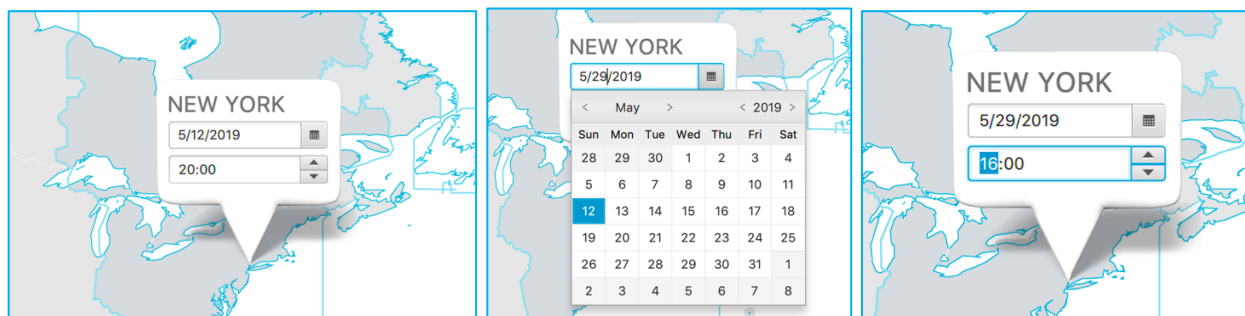 NEW YORK
5/12/2019
20:00
NEW YORK
5/29/2019
< May > < 2019 >
Sun Mon Tue Wed Thu Fri Sat
28 29 30 1 2 3 4
5 6 7 8 9 10 11
12 13 14 15 16 17 18
19 20 21 22 23 24 25
26 27 28 29 30 31 1
2 3 4 5 6 7 8
NEW YORK
5/29/2019
16:00